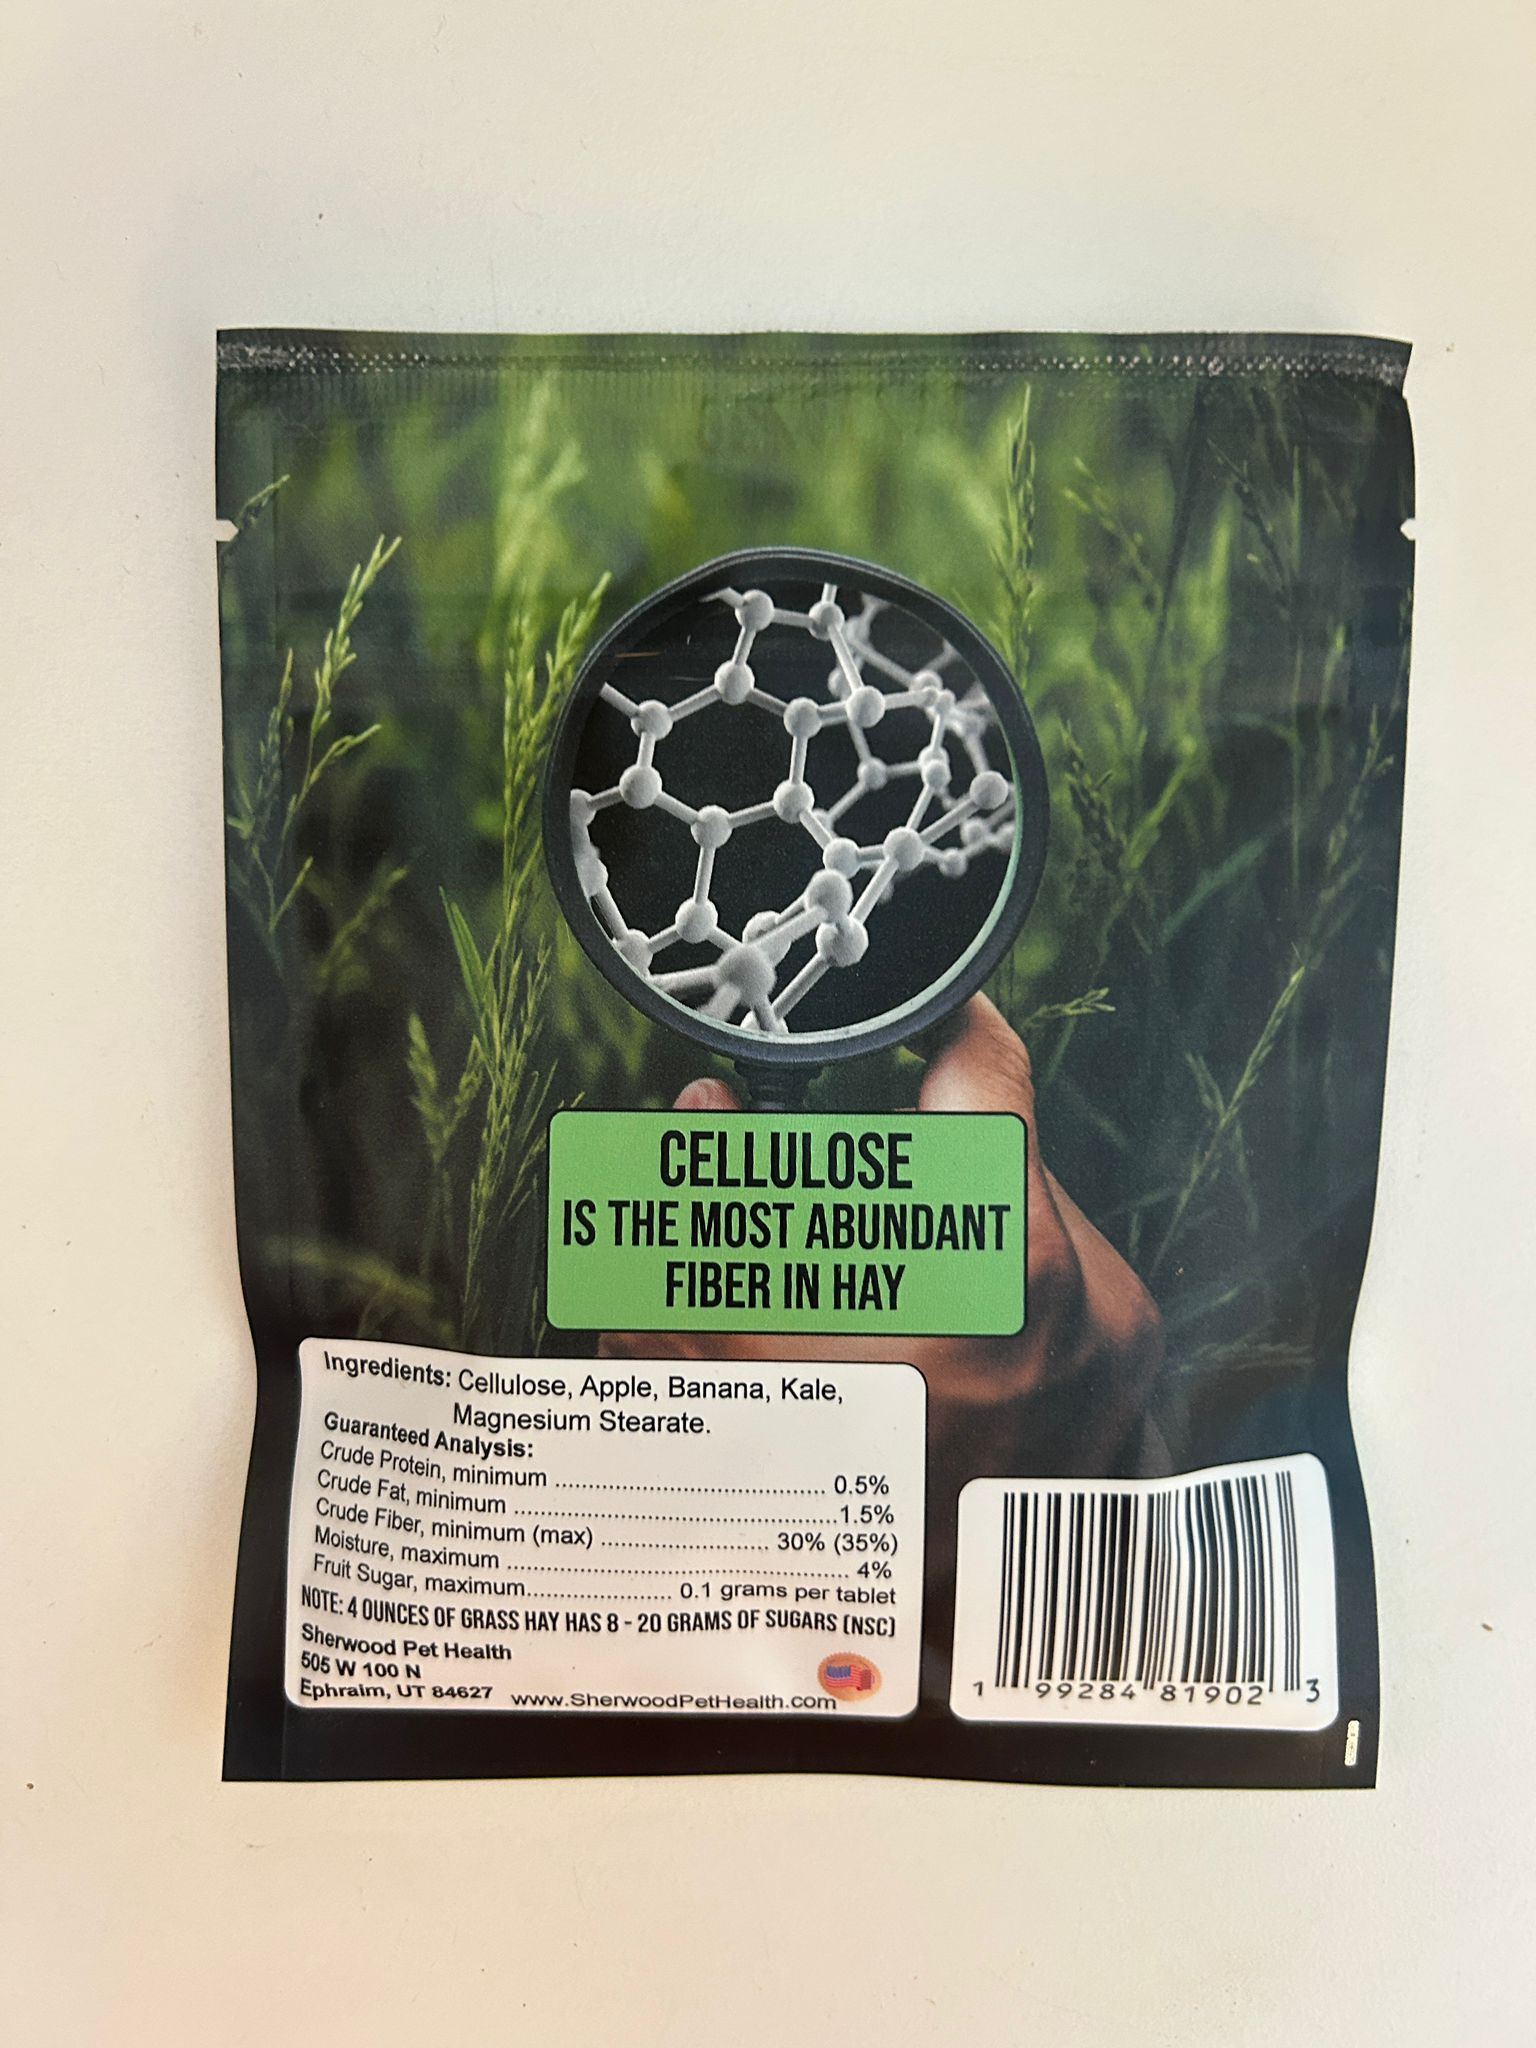 CELLULOSE
IS THE MOST ABUNDANT
FIBER IN HAY
Ingredients: Cellulose, Apple, Banana, Kale,
Magnesium Stearate.
Guaranteed Analysis:
Crude Protein, minimum ........................................ 0.5%
Crude Fat, minimum ................................................1.5%
Crude Fiber, minimum (max) ......................... 30% (35%)
Moisture, maximum .................................................. 4%
Fruit Sugar, maximum...................... 0.1 grams per tablet
NOTE: 4 OUNCES OF GRASS HAY HAS 8 - 20 GRAMS OF SUGARS (NSC)
Sherwood Pet Health
505 W 100 N
Ephraim, UT 84627 www.SherwoodPetHealth.com
1 99284 81902 3